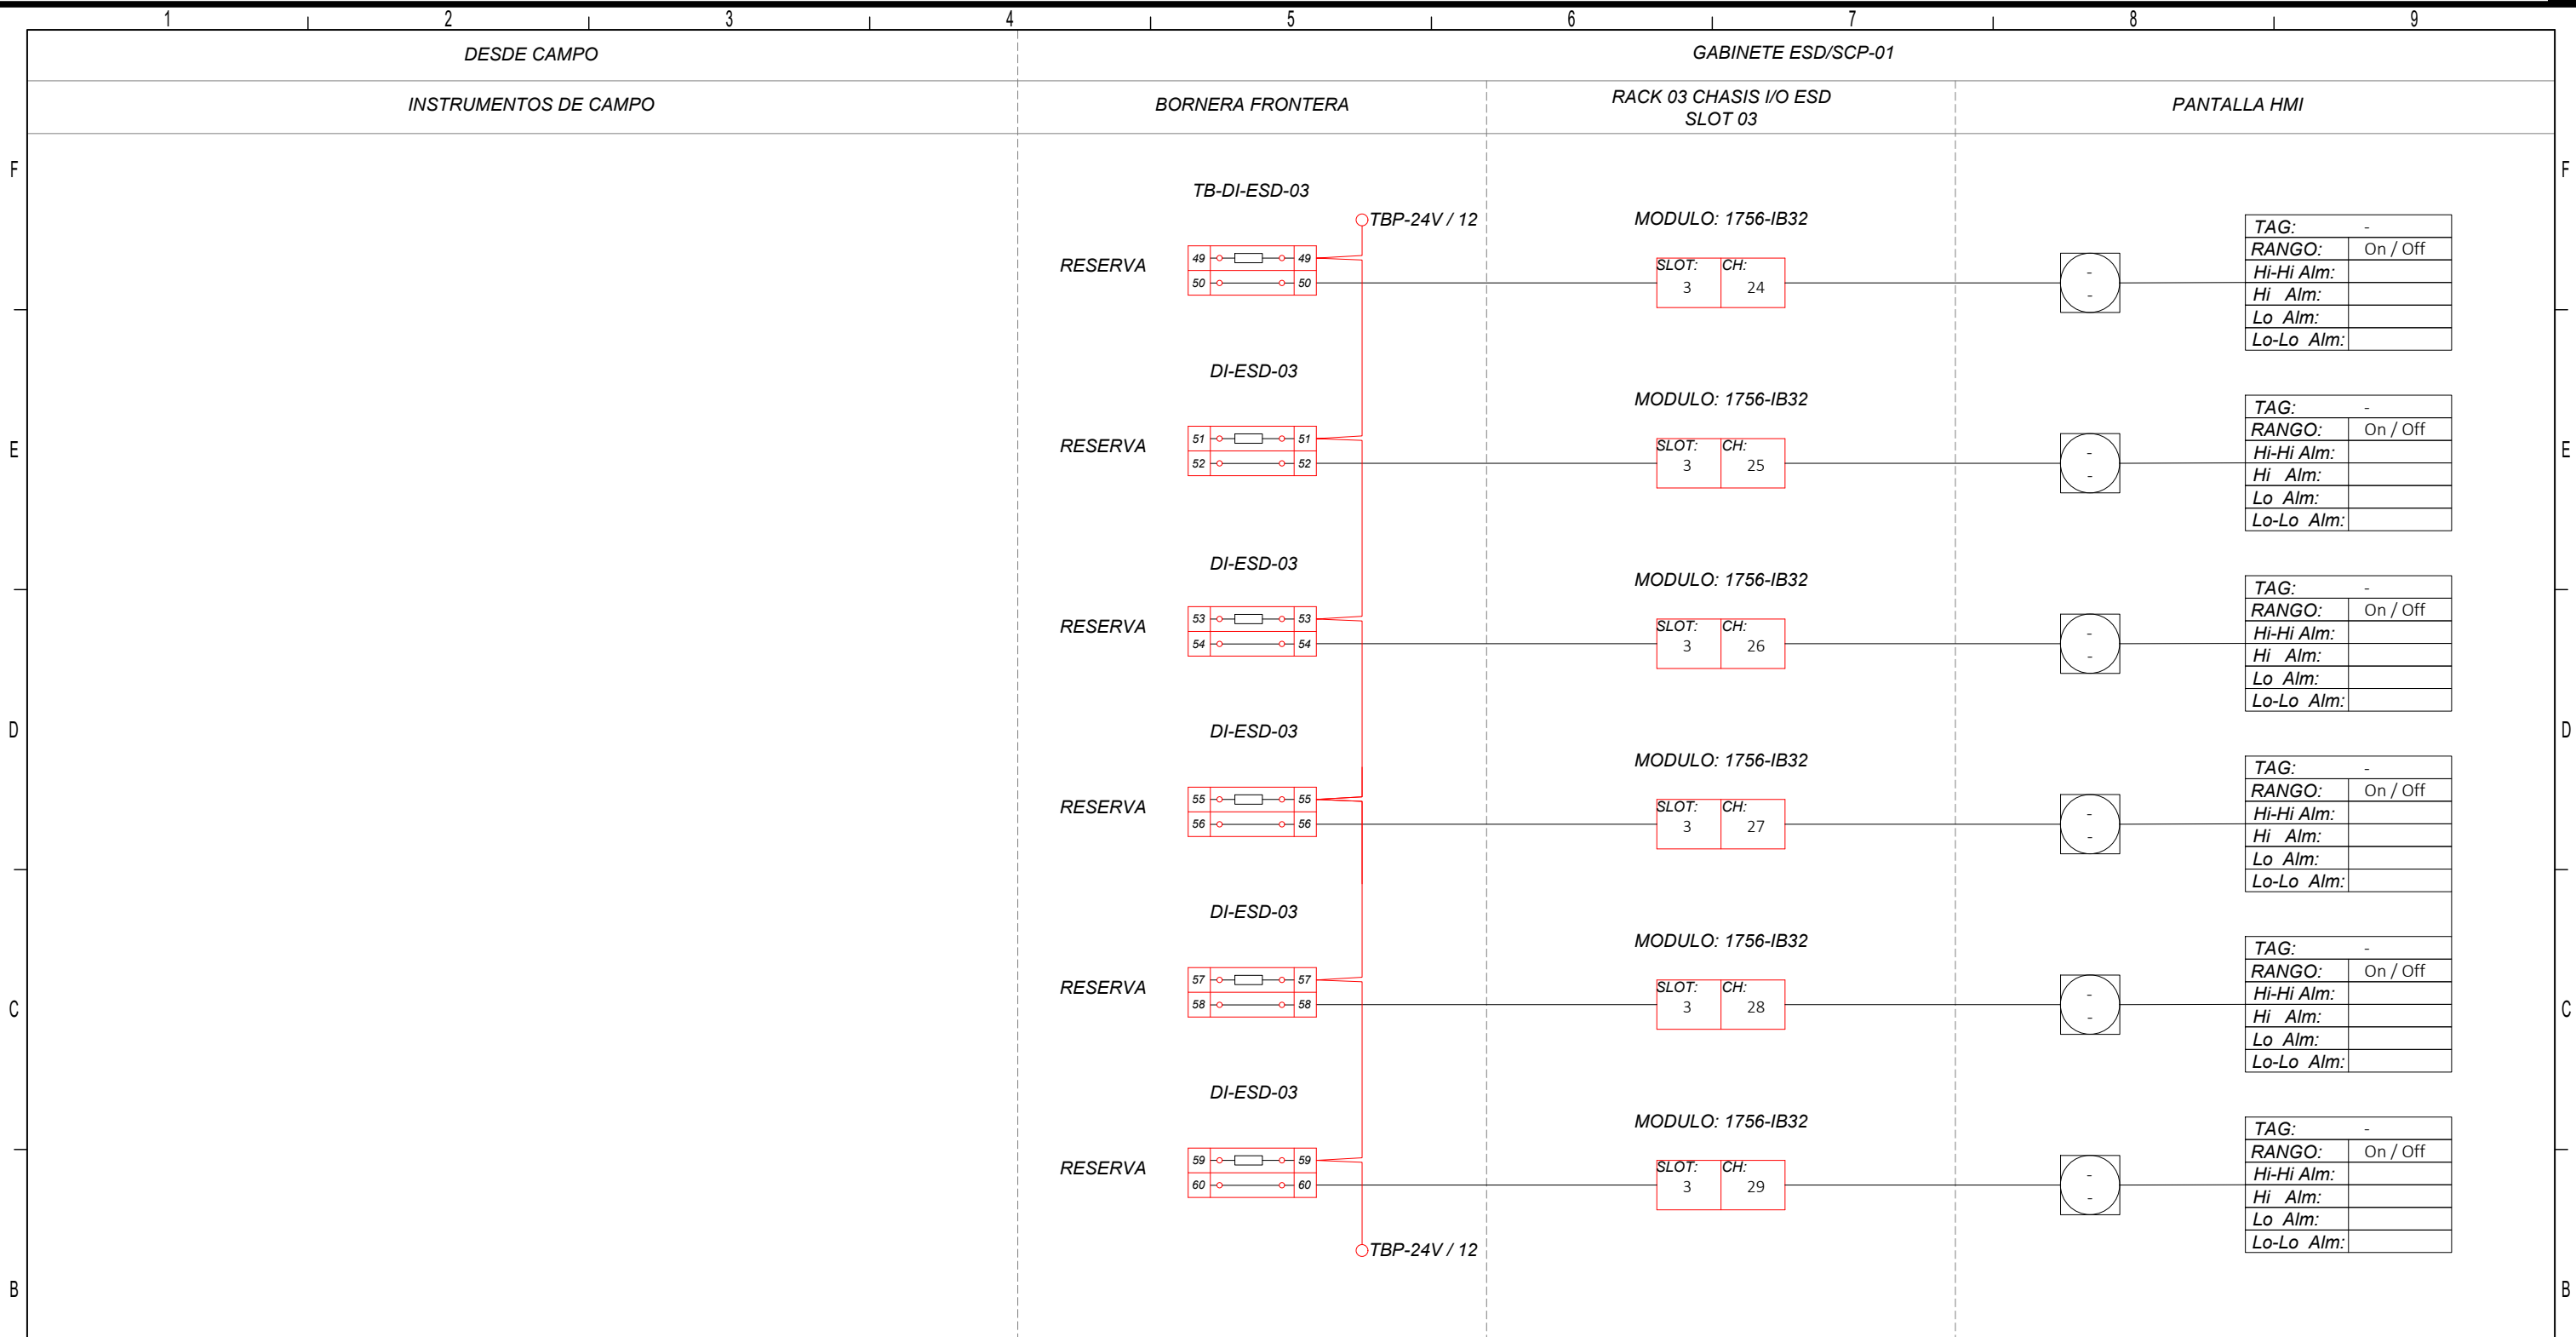 1 2 3 4 5 6 7 8 9
DESDE CAMPO
GABINETE ESD/SCP-01
INSTRUMENTOS DE CAMPO
BORNERA FRONTERA
RACK 03 CHASIS I/O ESD
SLOT 03
PANTALLA HMI
F F
TB-DI-ESD-03
TBP-24V / 12
MODULO: 1756-IB32
RESERVA
49 49
50 50
SLOT: CH:
3 24
-
-
TAG: -
RANGO: On / Off
Hi-Hi Alm:
Hi Alm:
Lo Alm:
Lo-Lo Alm:
DI-ESD-03
MODULO: 1756-IB32
E E
RESERVA
51 51
52 52
SLOT: CH:
3 25
-
-
TAG: -
RANGO: On / Off
Hi-Hi Alm:
Hi Alm:
Lo Alm:
Lo-Lo Alm:
DI-ESD-03
MODULO: 1756-IB32
RESERVA
53 53
54 54
SLOT: CH:
3 26
-
-
TAG: -
RANGO: On / Off
Hi-Hi Alm:
Hi Alm:
Lo Alm:
Lo-Lo Alm:
D D
DI-ESD-03
MODULO: 1756-IB32
RESERVA
55 55
56 56
SLOT: CH:
3 27
-
-
TAG: -
RANGO: On / Off
Hi-Hi Alm:
Hi Alm:
Lo Alm:
Lo-Lo Alm:
DI-ESD-03
MODULO: 1756-IB32
RESERVA
57 57
58 58
SLOT: CH:
3 28
-
-
TAG: -
RANGO: On / Off
Hi-Hi Alm:
Hi Alm:
Lo Alm:
Lo-Lo Alm:
C C
DI-ESD-03
MODULO: 1756-IB32
RESERVA
59 59
60 60
SLOT: CH:
3 29
-
-
TAG: -
RANGO: On / Off
Hi-Hi Alm:
Hi Alm:
Lo Alm:
Lo-Lo Alm:
TBP-24V / 12
B B